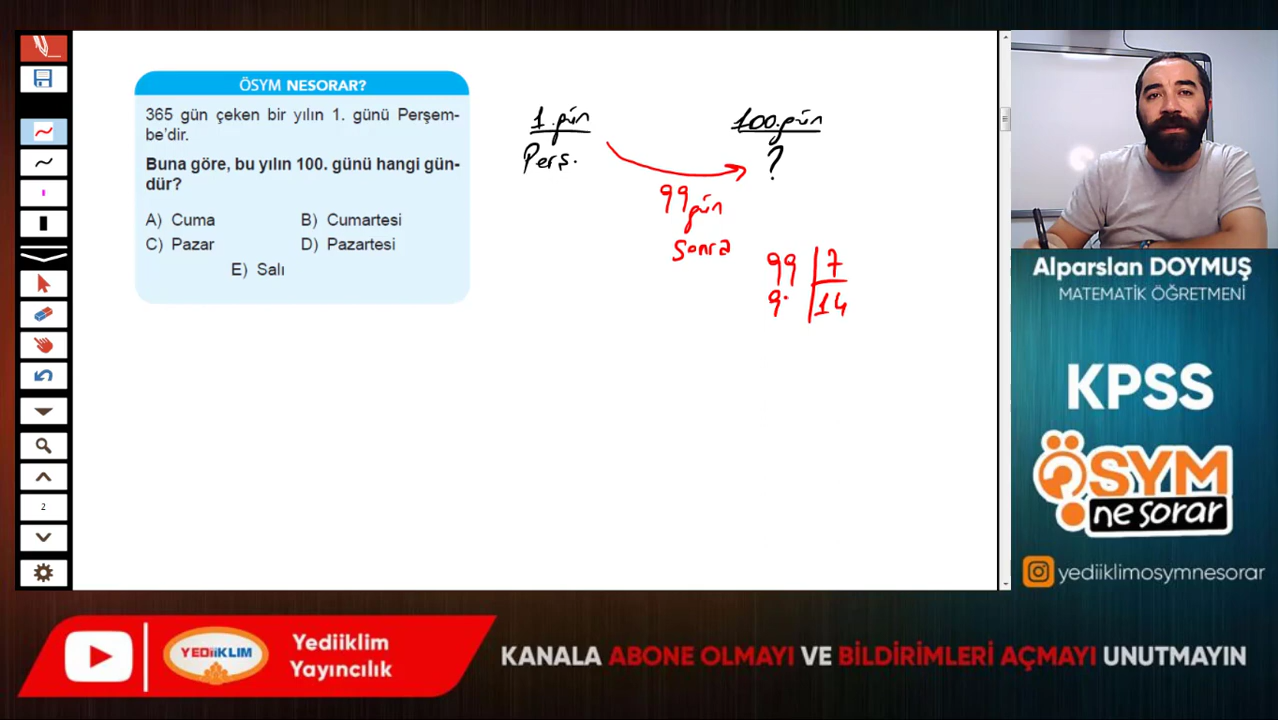 ÖSYM NESORAR?
365 gün çeken bir yılın 1. günü Perşem-
be'dir.
Buna göre, bu yılın 100. günü hangi gün-
dür?
A) Cuma B) Cumartesi
C) Pazar D) Pazartesi
E) Salı
1. gün 100. gün
Perş. ?
99 gün
sonra
99 7
9. 14
2
Alparslan DOYMUŞ
MATEMATİK ÖĞRETMENİ
KPSS
ÖSYM
ne sorar
yediiklimosymnesorar
YEDİİKLİM
Yediiklim
Yayıncılık
KANALA ABONE OLMAYI VE BİLDİRİMLERİ AÇMAYI UNUTMAYIN